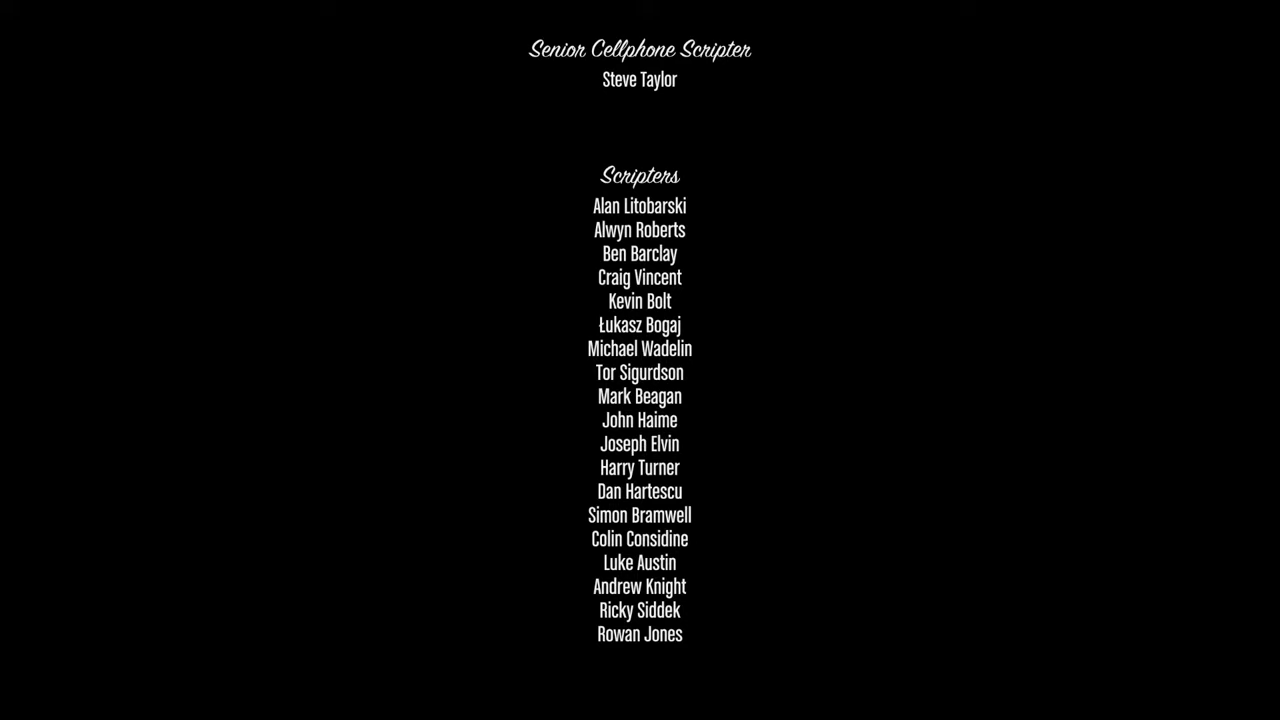 Senior Cellphone Scripter
Steve Taylor
Scripters
Alan Litobarski
Alwyn Roberts
Ben Barclay
Craig Vincent
Kevin Bolt
Łukasz Bogaj
Michael Wadelin
Tor Sigurdson
Mark Beagan
John Haime
Joseph Elvin
Harry Turner
Dan Hartescu
Simon Bramwell
Colin Considine
Luke Austin
Andrew Knight
Ricky Siddek
Rowan Jones